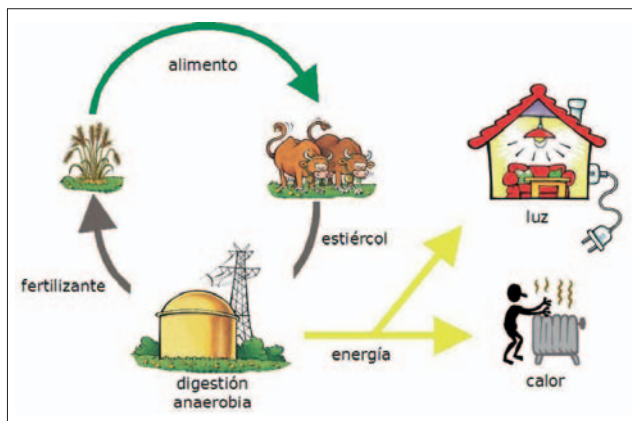 alimento
luz
estiércol
fertilizante
energía
calor
digestión
anaerobia